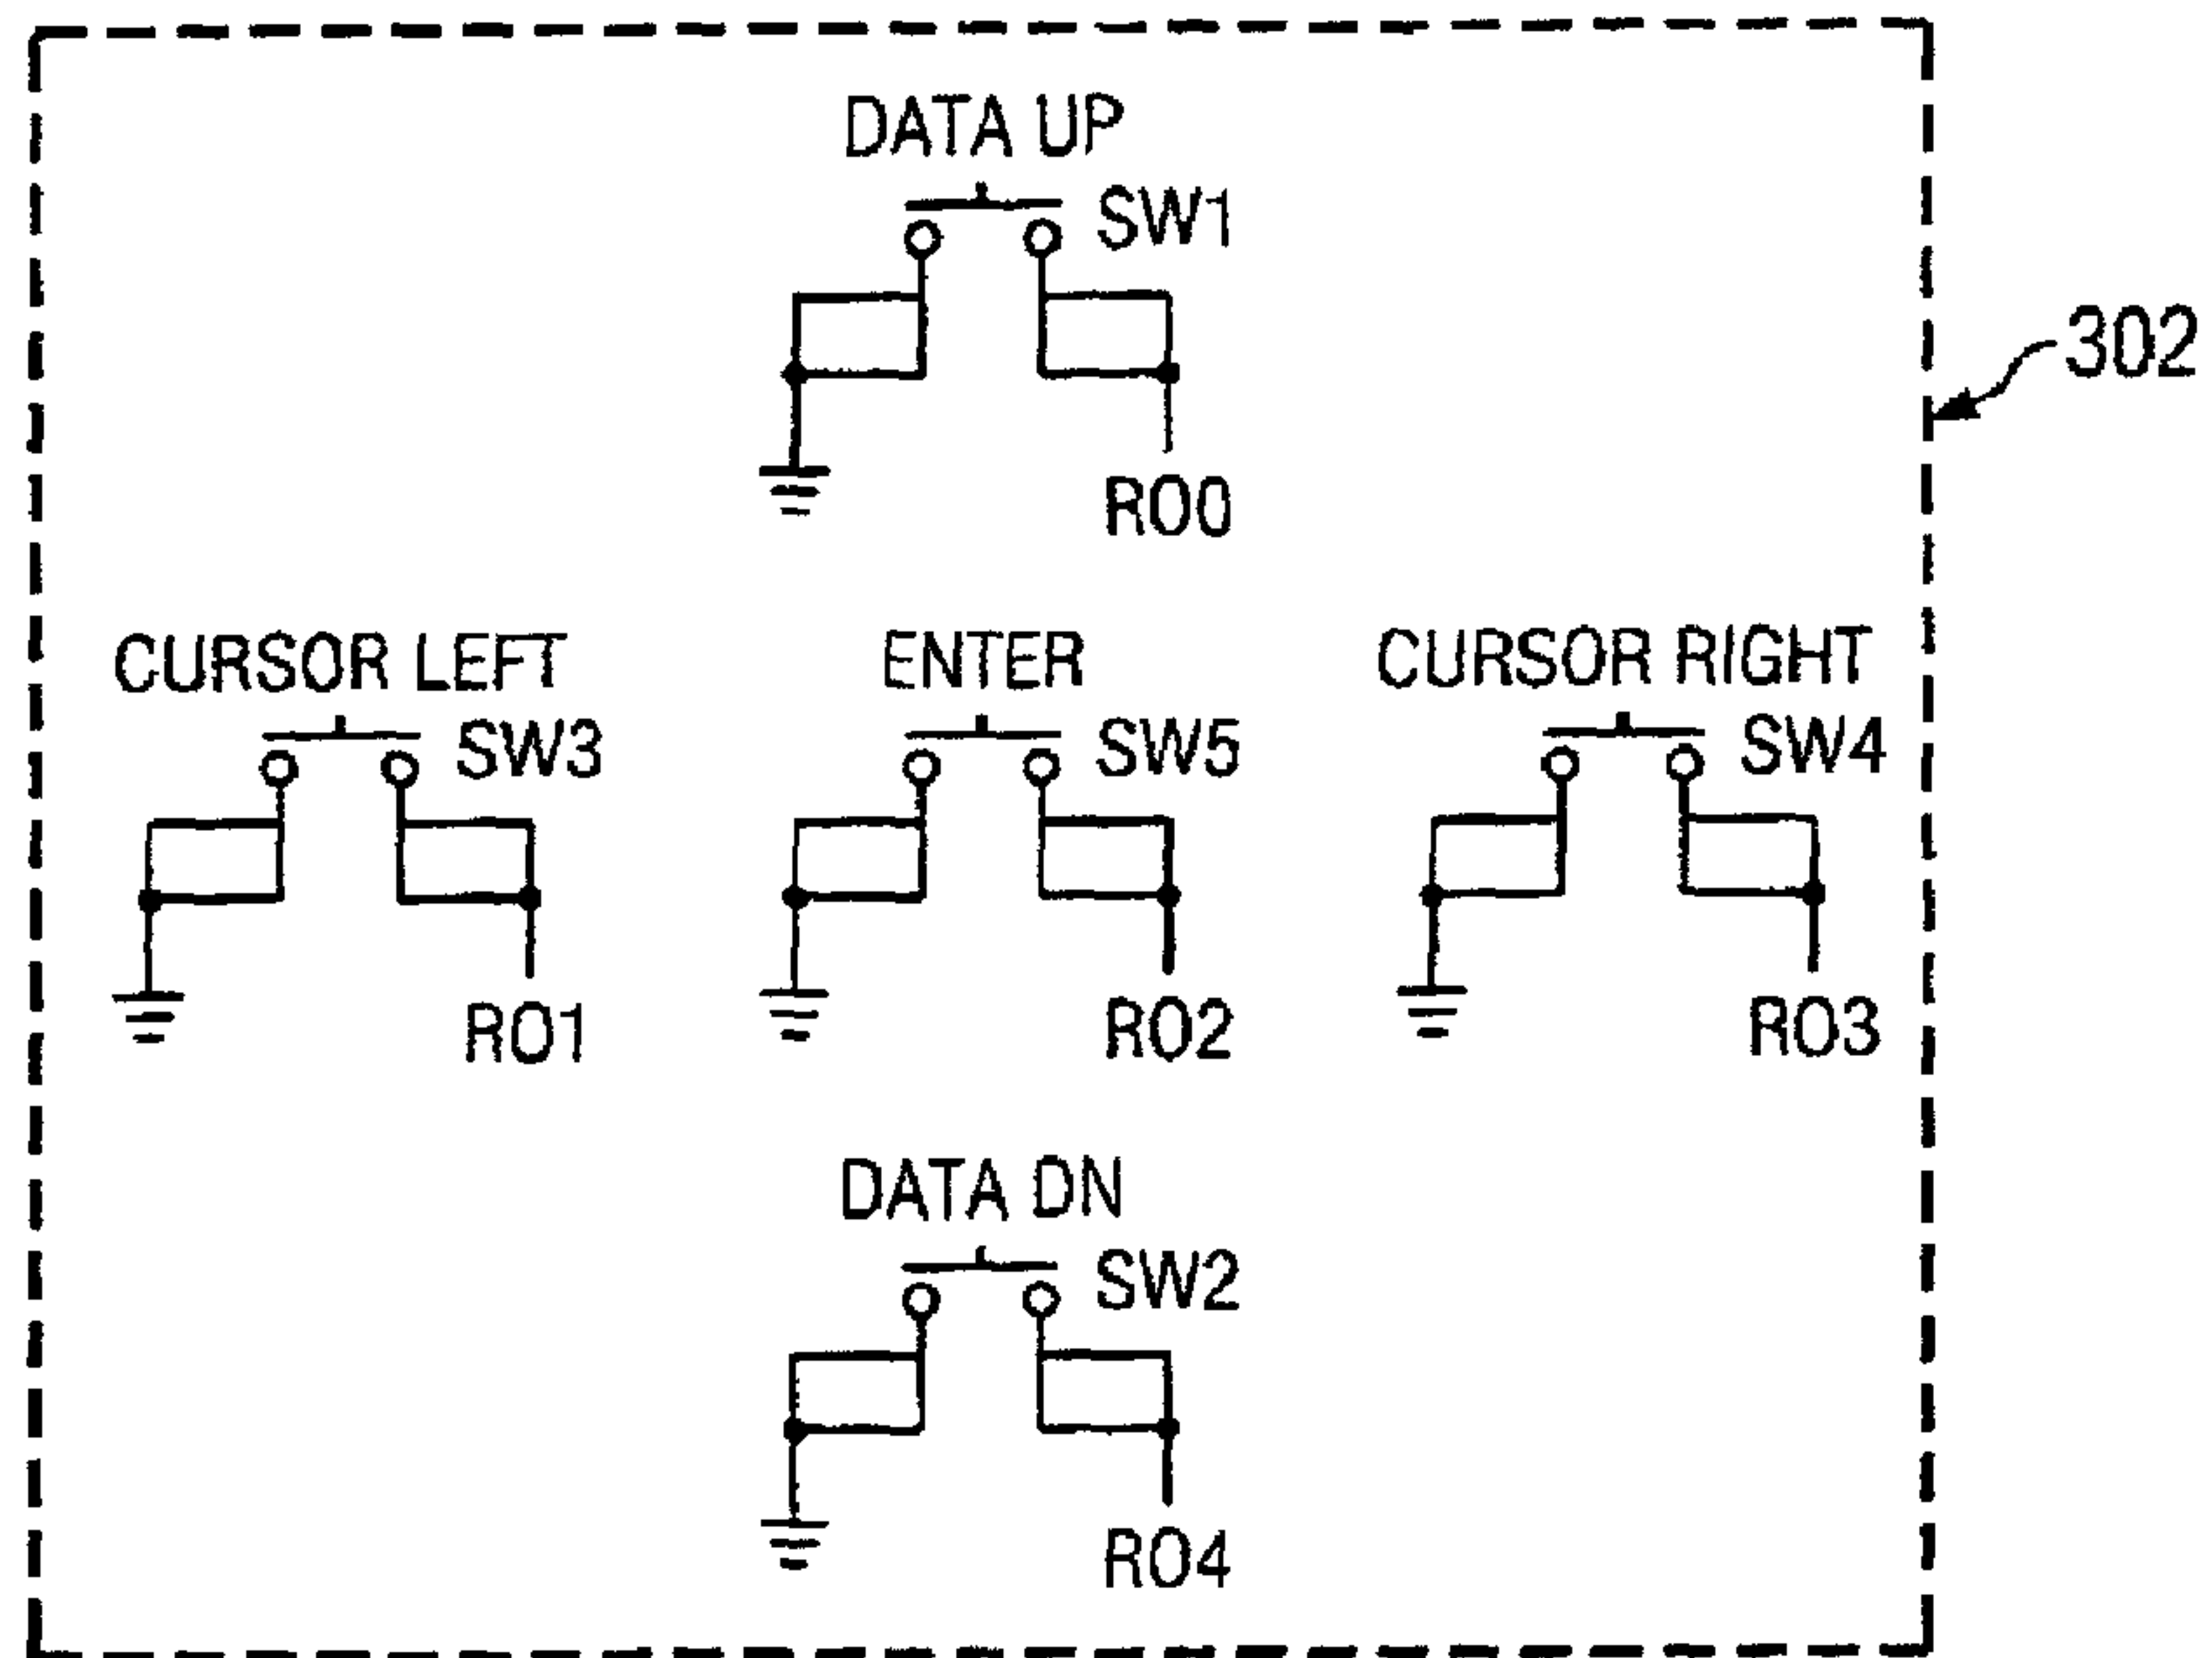 DATA UP
SW1
302
RO0
CURSOR LEFT
ENTER
CURSOR RIGHT
SW3
SW5
SW4
RO1
RO2
RO3
DATA DN
SW2
RO4